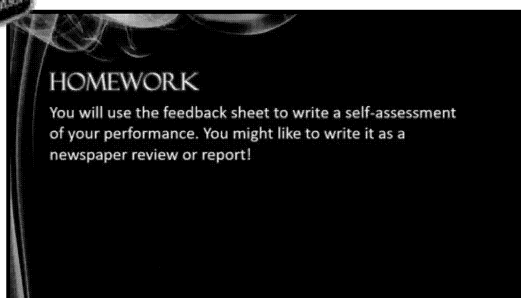 HOMEWORK
You will use the feedback sheet to write a self-assessment
of your performance. You might like to write it as a
newspaper review or report!